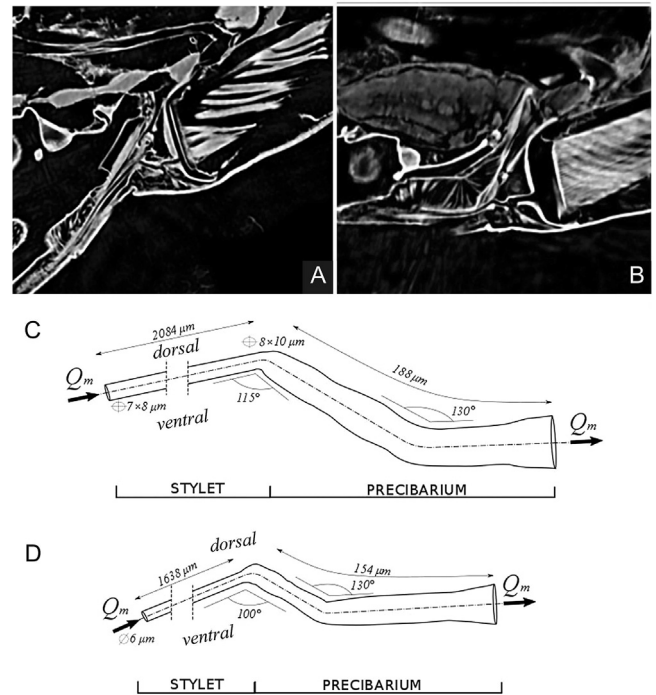 A
B
C
2084 μm
dorsal
⌖ 8×10 μm
188 μm
Qm
⌖7×8 μm
ventral
115°
130°
Qm
STYLET
PRECIBARIUM
D
dorsal
1638 μm
154 μm
130°
Qm
Qm
∅6 μm
100°
ventral
STYLET
PRECIBARIUM